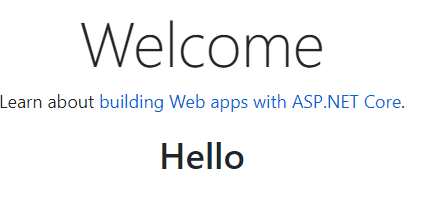 Welcome
Learn about building Web apps with ASP.NET Core.
Hello